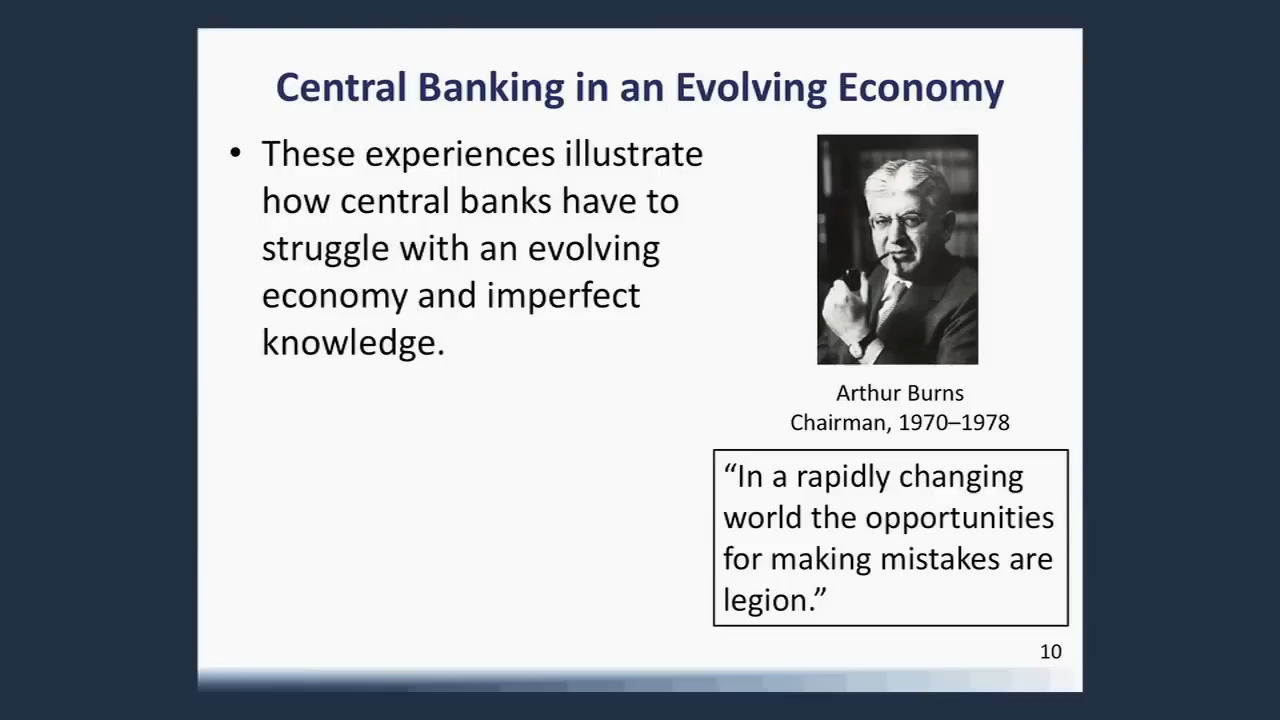 Central Banking in an Evolving Economy
• These experiences illustrate
how central banks have to
struggle with an evolving
economy and imperfect
knowledge.
Arthur Burns
Chairman, 1970–1978
“In a rapidly changing
world the opportunities
for making mistakes are
legion.”
10